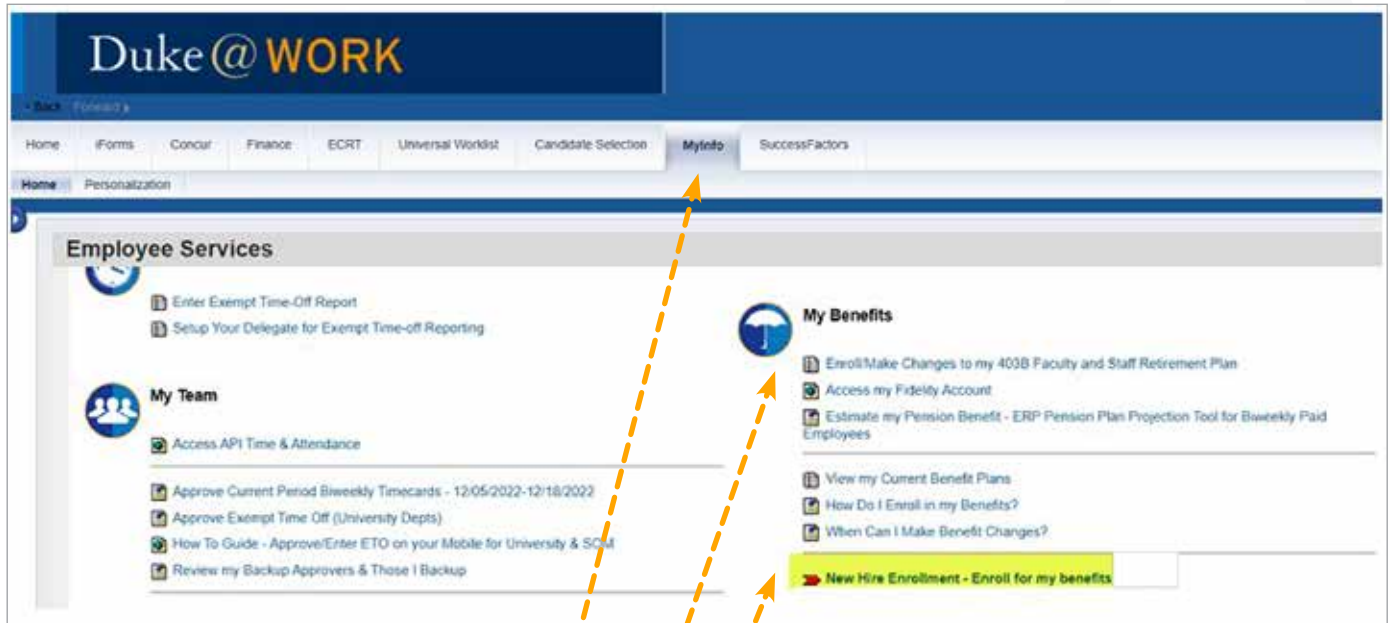 Duke@WORK
Back Forward
Home iForms Concur Finance ECRT Universal Worklist Candidate Selection MyInfo SuccessFactors
Home Personalization
Employee Services
Enter Exempt Time-Off Report
Setup Your Delegate for Exempt Time-off Reporting
My Team
Access API Time & Attendance
Approve Current Period Biweekly Timecards - 12/05/2022-12/18/2022
Approve Exempt Time Off (University Depts)
How To Guide - Approve/Enter ETO on your Mobile for University & SOM
Review my Backup Approvers & Those I Backup
My Benefits
Enroll/Make Changes to my 403B Faculty and Staff Retirement Plan
Access my Fidelity Account
Estimate my Pension Benefit - ERP Pension Plan Projection Tool for Biweekly Paid
Employees
View my Current Benefit Plans
How Do I Enroll in my Benefits?
When Can I Make Benefit Changes?
New Hire Enrollment - Enroll for my benefits